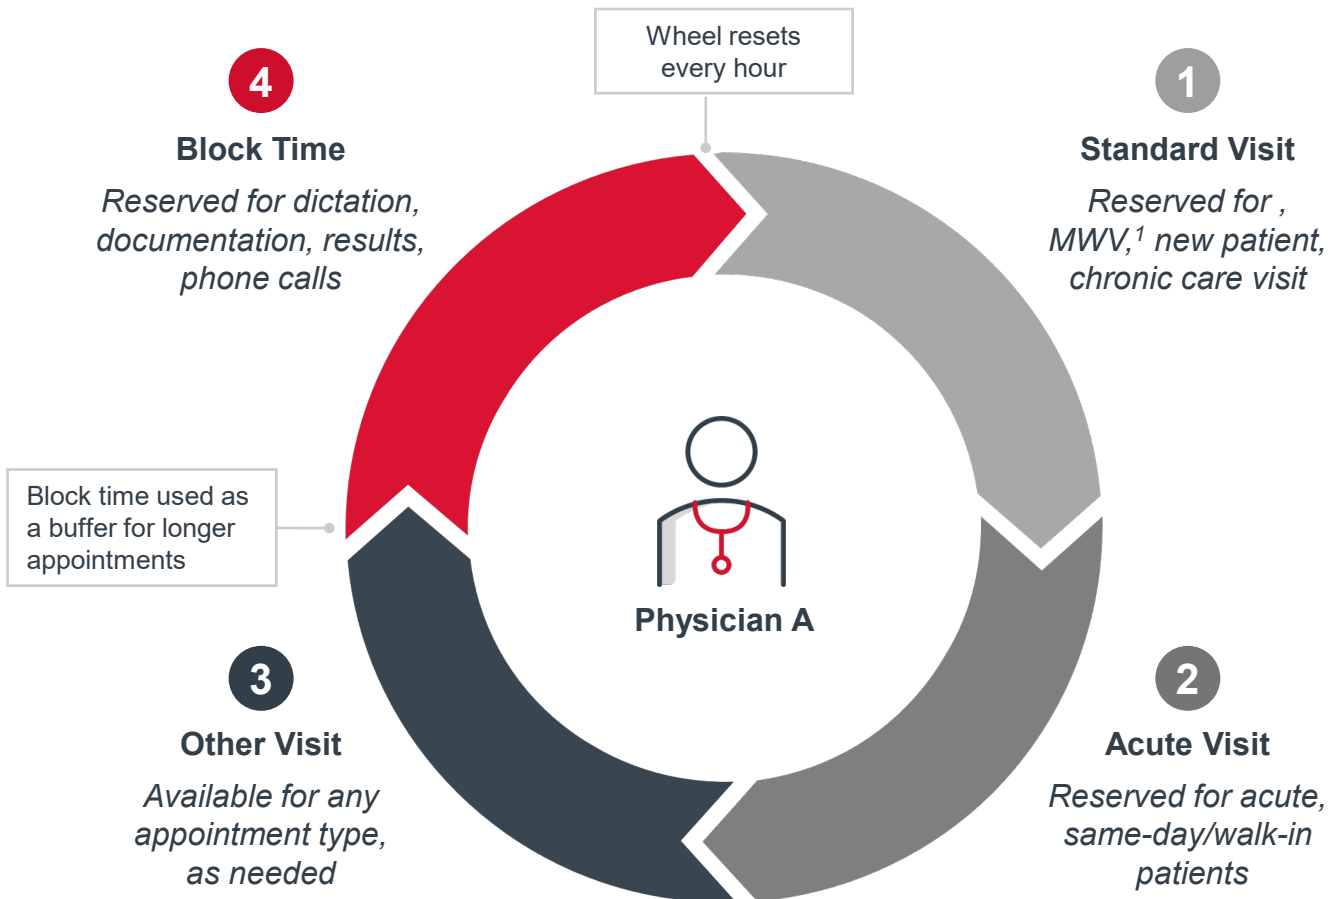 Wheel resets
every hour
1
Standard Visit
Reserved for ,
MWV,¹ new patient,
chronic care visit
2
Acute Visit
Reserved for acute,
same-day/walk-in
patients
3
Other Visit
Available for any
appointment type,
as needed
4
Block Time
Reserved for dictation,
documentation, results,
phone calls
Block time used as
a buffer for longer
appointments
Physician A